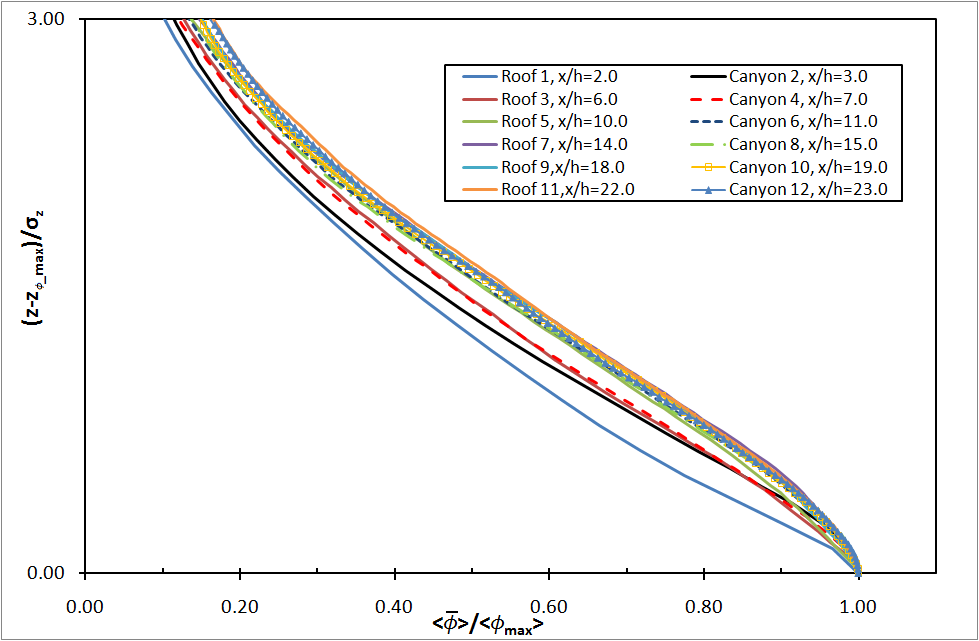 3.00
Roof 1, x/h=2.0 Canyon 2, x/h=3.0
Roof 3, x/h=6.0 Canyon 4, x/h=7.0
Roof 5, x/h=10.0 Canyon 6, x/h=11.0
Roof 7, x/h=14.0 Canyon 8, x/h=15.0
Roof 9,x/h=18.0 Canyon 10, x/h=19.0
Roof 11,x/h=22.0 Canyon 12, x/h=23.0
(z-z_ϕ_max)/σ_z
0.00
0.00 0.20 0.40 0.60 0.80 1.00
<ϕ̅>/<ϕ_max>